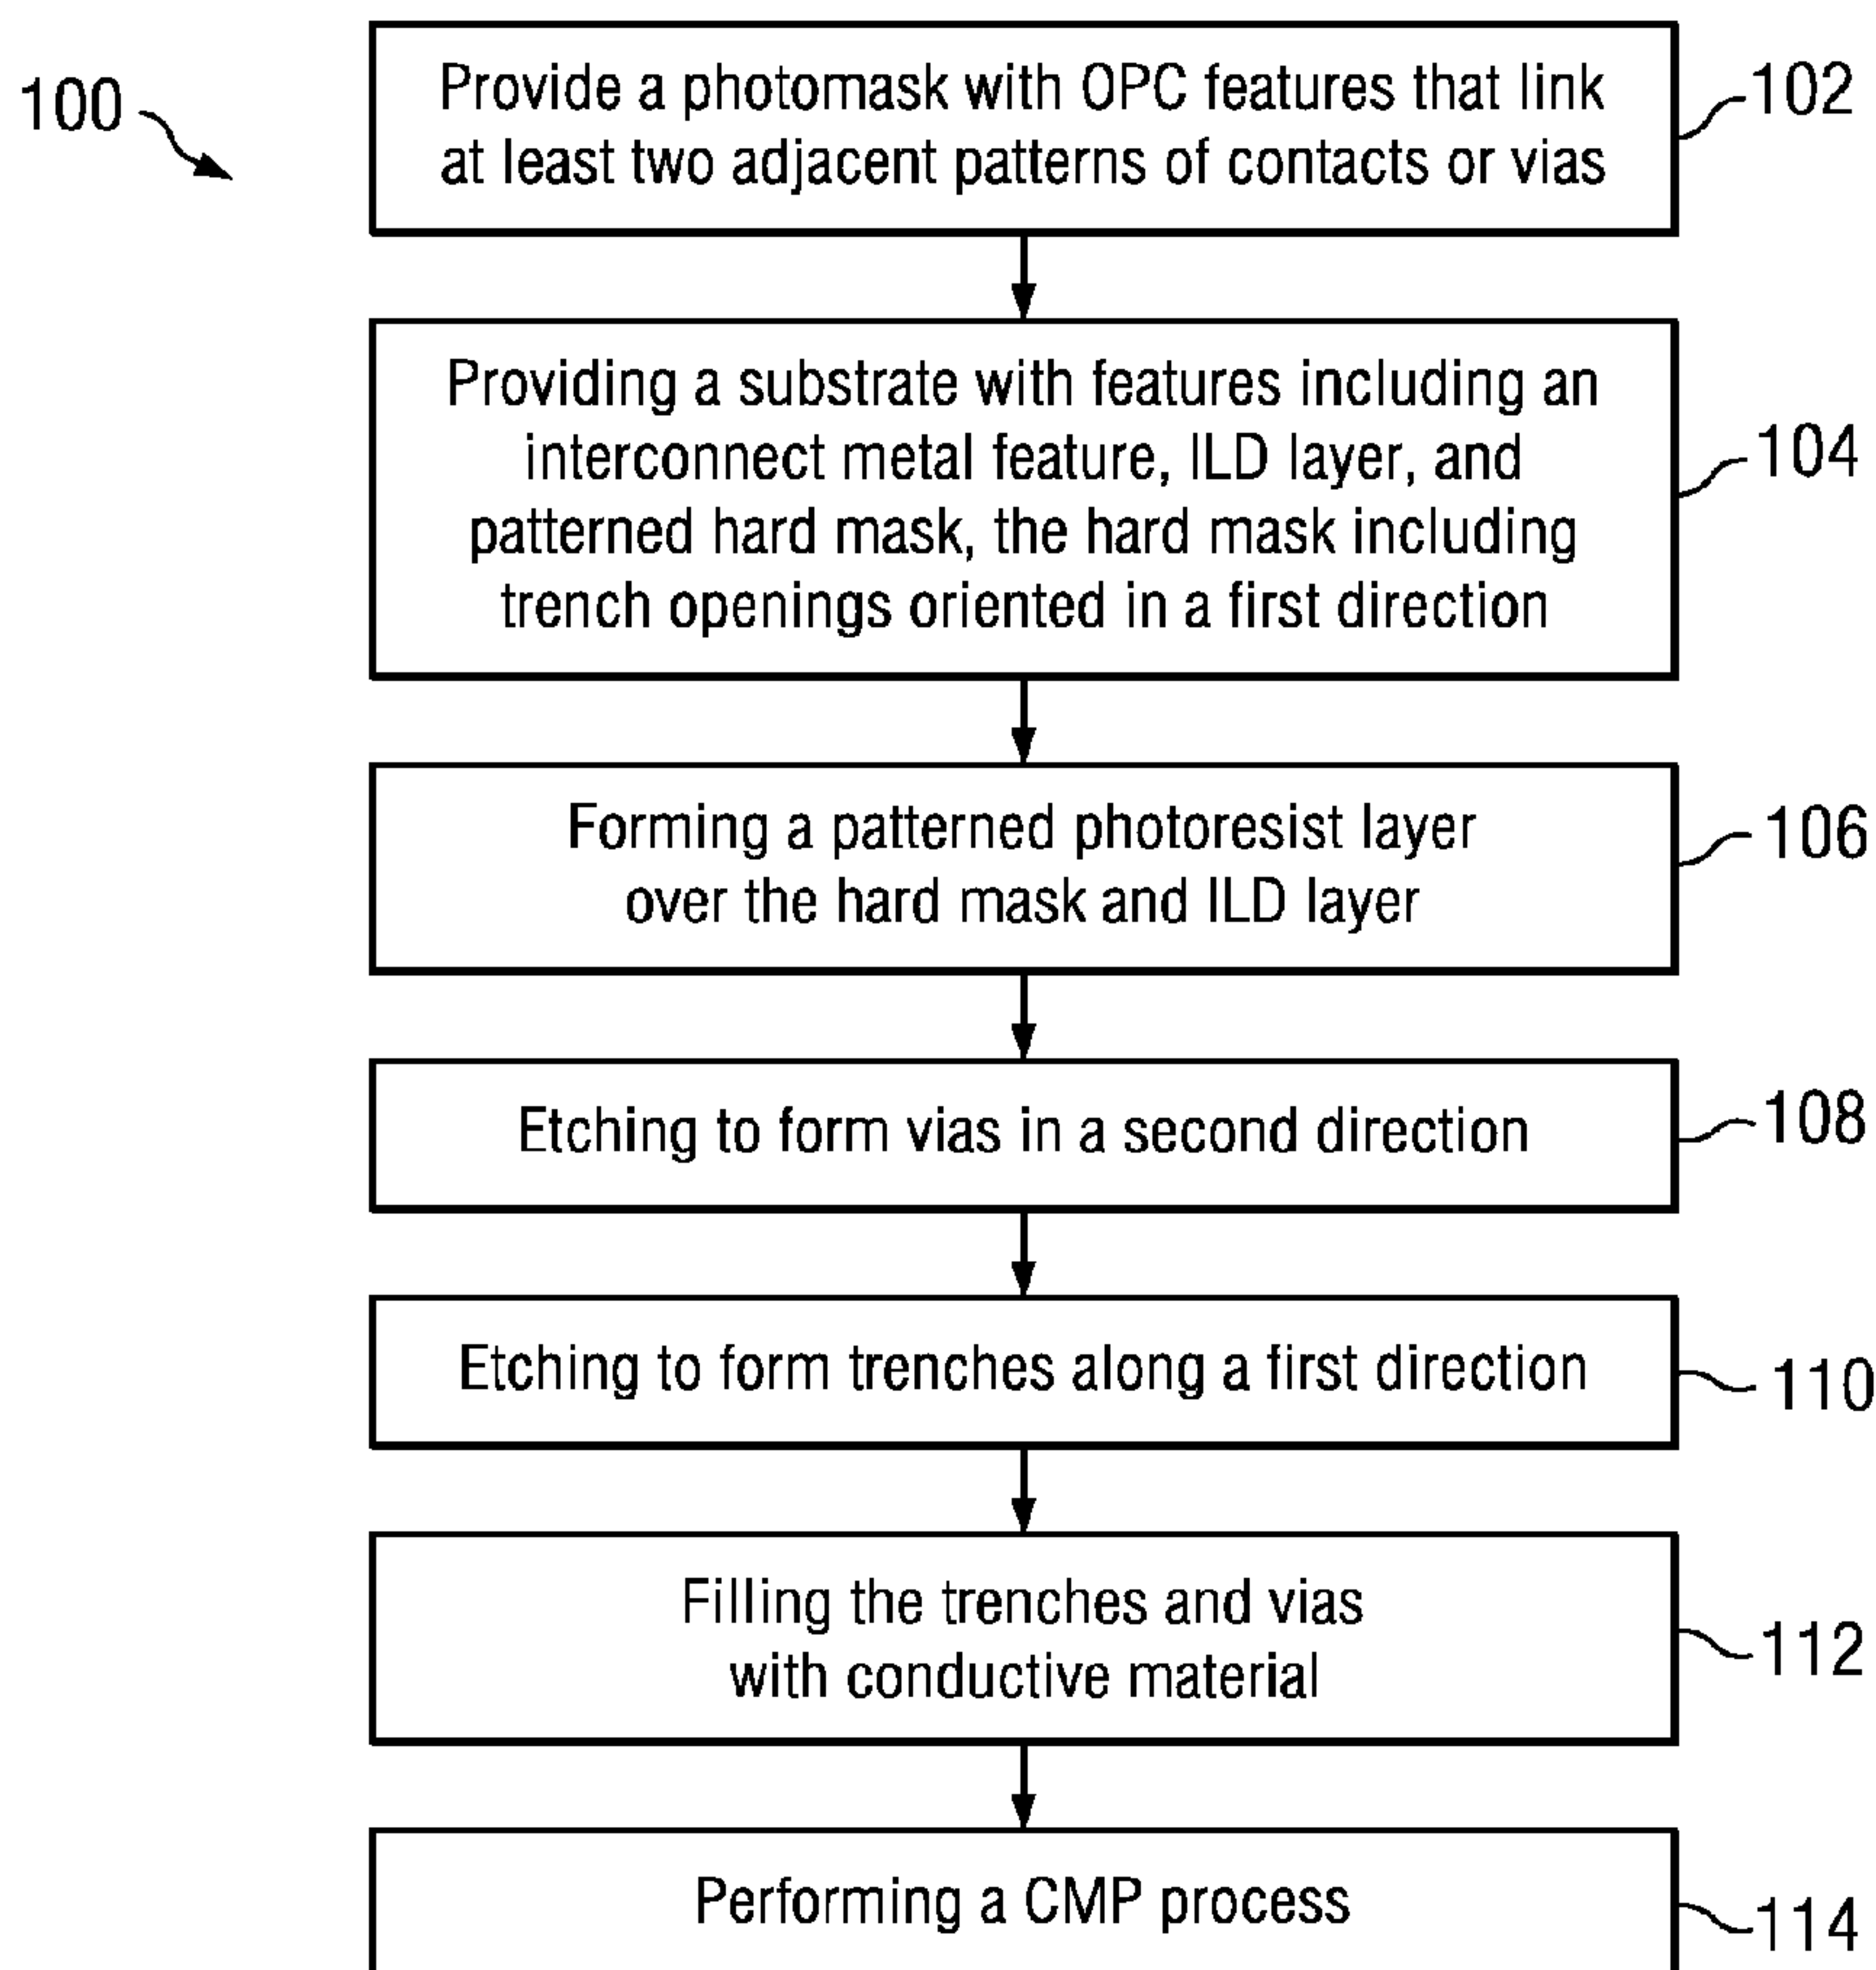 100
Provide a photomask with OPC features that link
at least two adjacent patterns of contacts or vias
102
Providing a substrate with features including an
interconnect metal feature, ILD layer, and
patterned hard mask, the hard mask including
trench openings oriented in a first direction
104
Forming a patterned photoresist layer
over the hard mask and ILD layer
106
Etching to form vias in a second direction
108
Etching to form trenches along a first direction
110
Filling the trenches and vias
with conductive material
112
Performing a CMP process
114